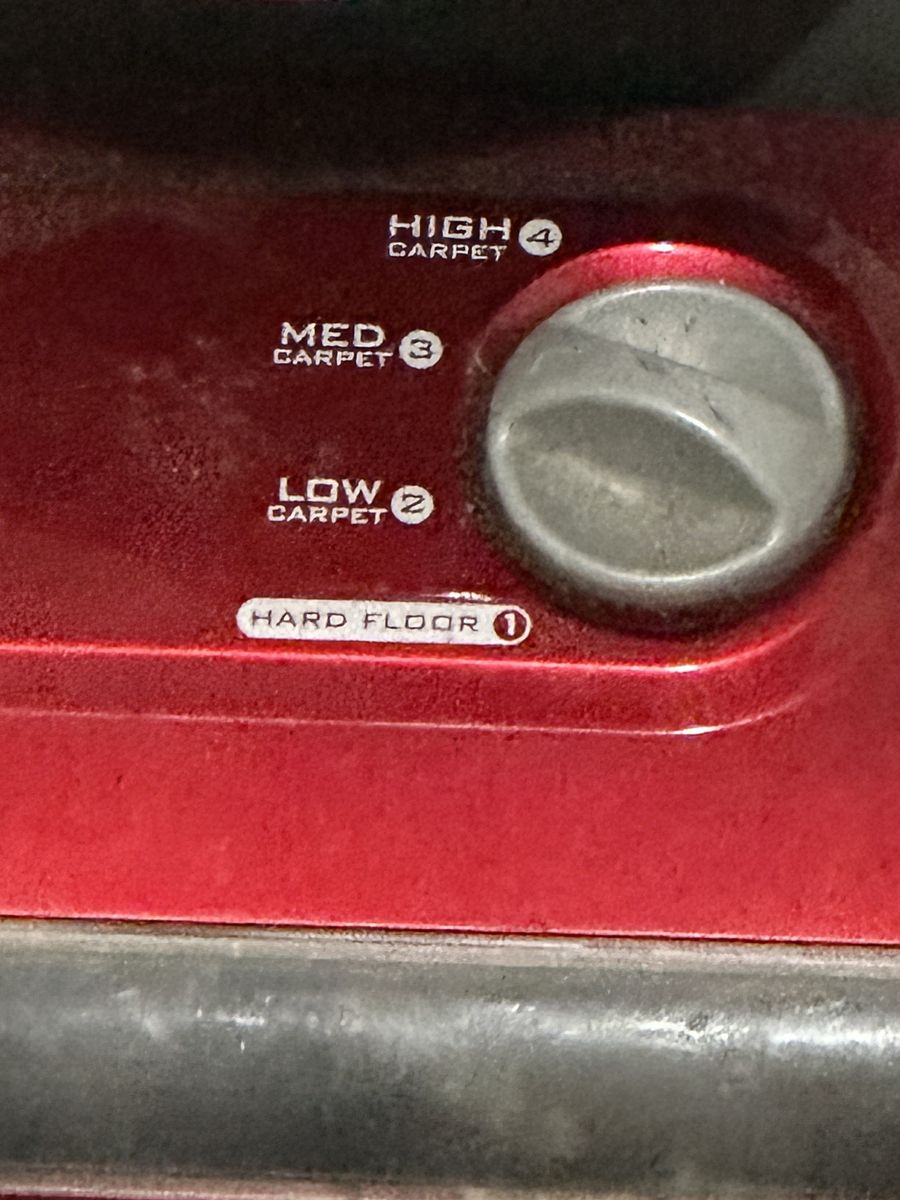 HIGH 4
CARPET
MED 3
CARPET
LOW 2
CARPET
HARD FLOOR 1